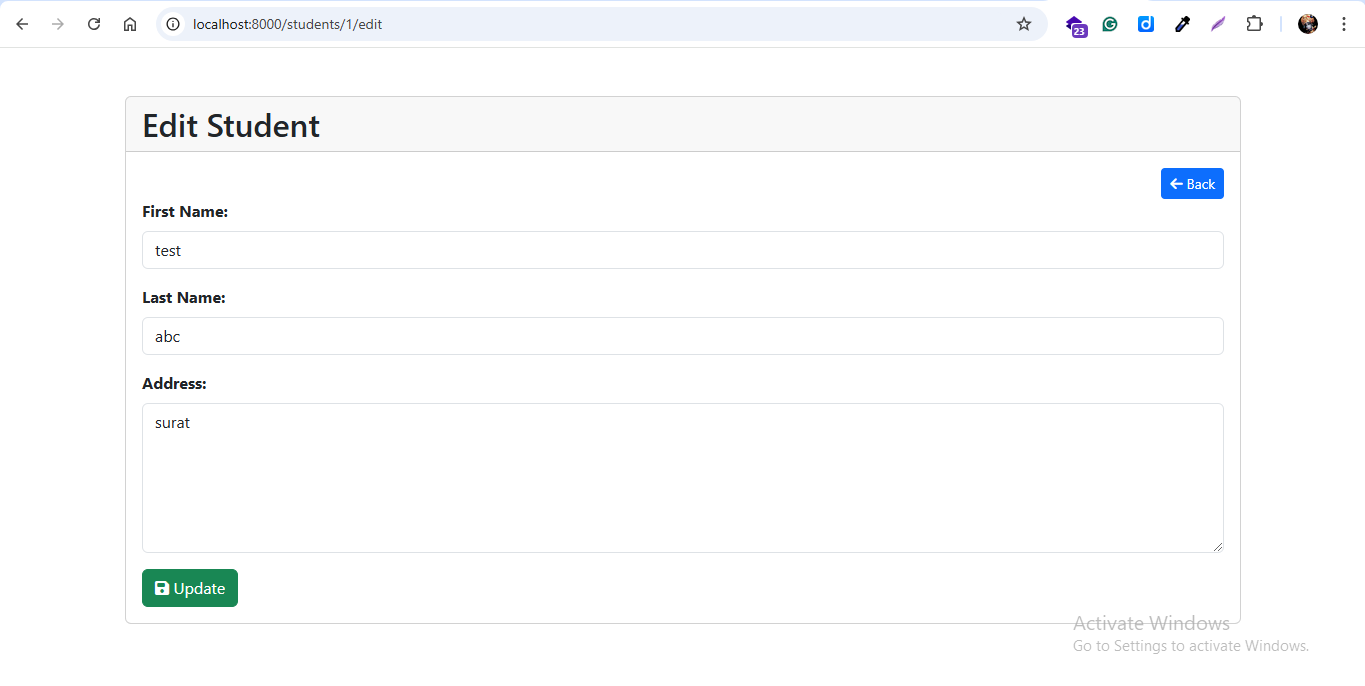 localhost:8000/students/1/edit
23
Edit Student
Back
First Name:
test
Last Name:
abc
Address:
surat
Update
Activate Windows
Go to Settings to activate Windows.